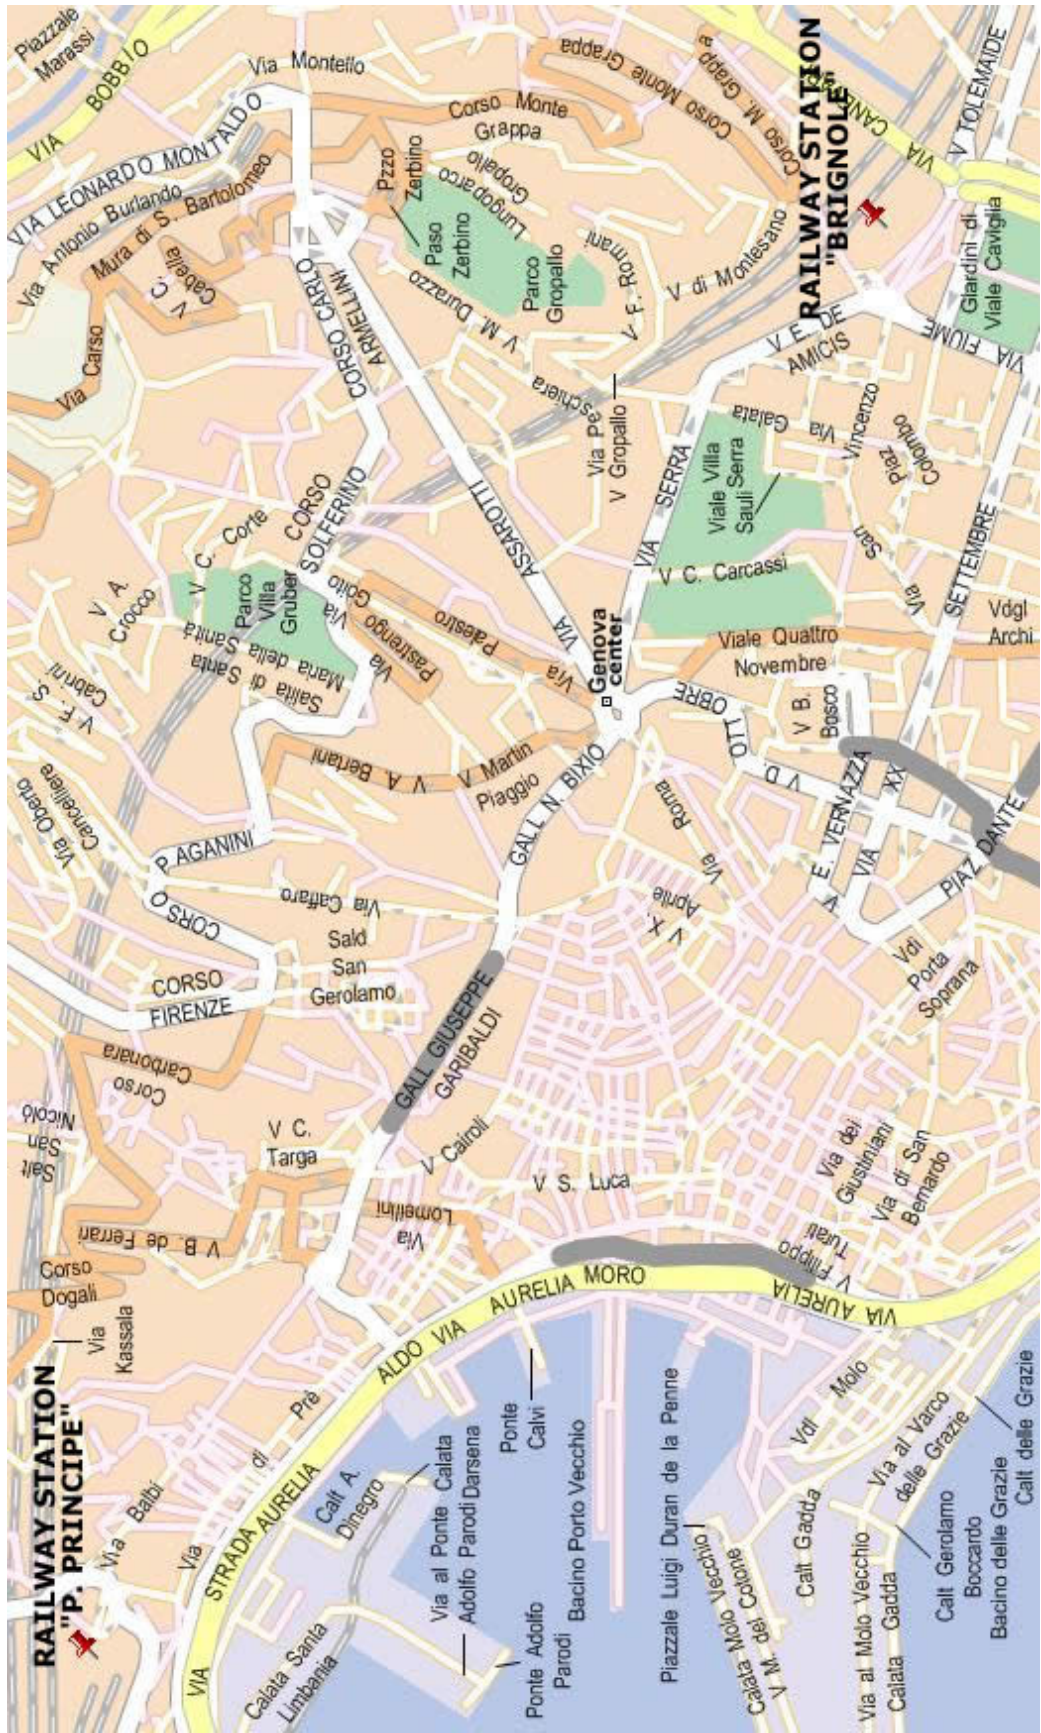 RAILWAY STATION
"P. PRINCIPE"
Via Balbi
Via
Kassala
Corso
Dogali
V B. de Ferrari
Salt
San
Nicolò
Corso
Carbonara
V C.
Targa
CORSO
FIRENZE
CORSO
PAGANINI
Via Caffaro
Sald
San
Gerolamo
Via Oberto
Cancelliere
V F. S.
Cabrini
V A.
Crocco
V C. Corte
Parco
Villa
Gruber
Salita di Santa
Maria della Sanità
V A. Bertani
V Martin
Piaggio
Via
Pastrengo
Via
Goito
Via
Palestro
CORSO
SOLFERINO
Via Carso
V C.
Cabella
Mura di S. Bartolomeo
Via Antonio Burlando
VIA LEONARDO MONTALDO
VIA BOBBIO
Piazzale
Marassi
Via Montello
CORSO CARLO
ARMELLINI
VIA ASSAROTTI
Corso Monte
Grappa
Corso Monte Grappa
Corso M. Grappa
Pzzo
Zerbino
Paso
Zerbino
Lungoparco
Gropallo
Parco
Gropallo
V M. Durazzo
V F. Romani
V di Montesano
Via Peschiera
V Gropallo
RAILWAY STATION
"BRIGNOLE"
VIA
V TOLEMAIDE
Giardini di
Viale Caviglia
VIA FIUME
V E. DE
AMICIS
VIA SERRA
Via Galata
Viale Villa
Sauli Serra
Via San Vincenzo
Piaz
Colombo
V C. Carcassi
Viale Quattro
Novembre
Vdgl
Archi
VIA XX SETTEMBRE
Genova
center
V D. OTTOBRE
V B.
Bosco
V E. VERNAZZA
PIAZ DANTE
GALL N. BIXIO
GALL GIUSEPPE
GARIBALDI
Via Roma
V X.
Aprile
Vdi
Porta
Soprana
V Cairoli
Via
Lomellini
V S. Luca
Via dei
Giustiniani
Via di San
Bernardo
V Filippo
Turati
VIA STRADA AURELIA
ALDO VIA AURELIA MORO
AURELIA
VIA AURELIA
Via di Prè
Calt A.
Dinegro
Calata Santa
Limbania
Via al Ponte Calata
Adolfo Parodi Darsena
Ponte Adolfo
Parodi
Ponte
Calvi
Bacino Porto Vecchio
Piazzale Luigi Duran de la Penne
Calata Molo Vecchio
V M. del Colone
Vdl Molo
Calt Gadda
Via al Molo Vecchio
Calata Gadda
Via al Varco
delle Grazie
Calt Gerolamo
Boccardo
Bacino delle Grazie
Calt delle Grazie